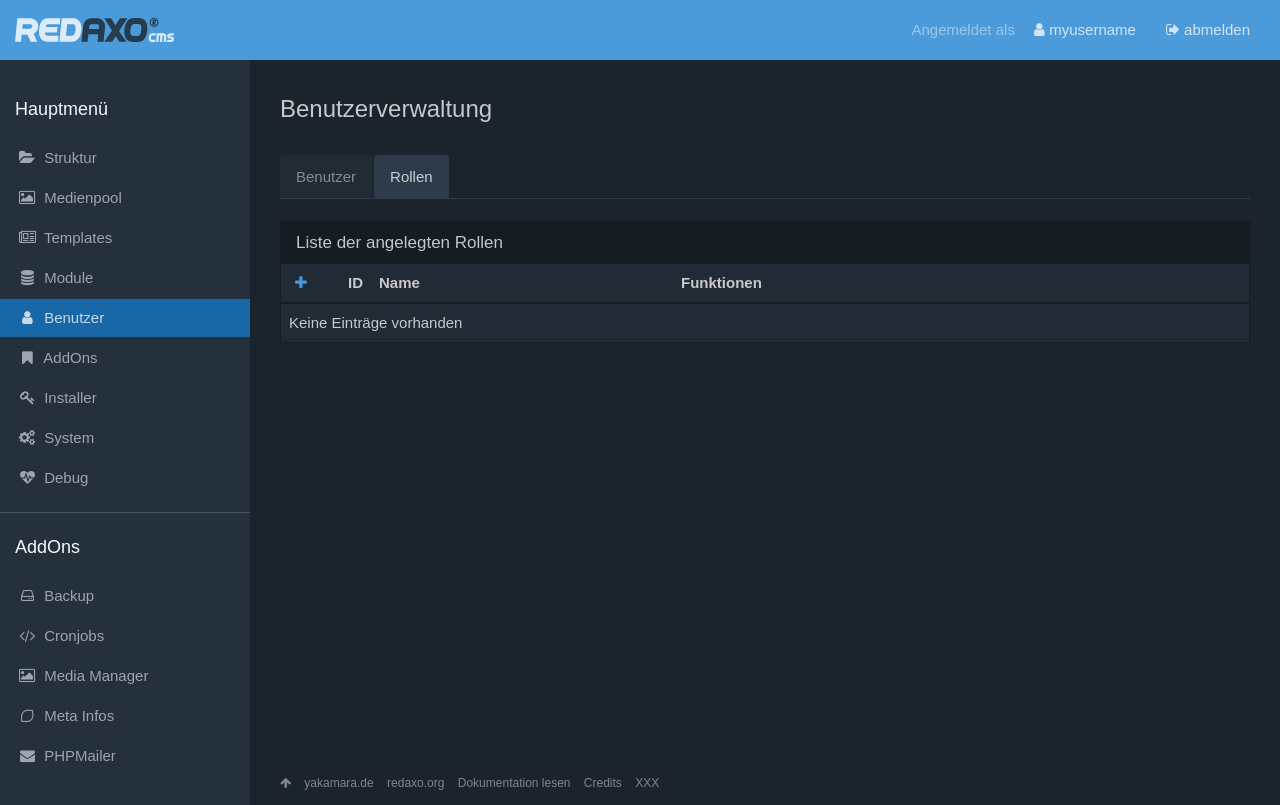 REDAXO® cms
Angemeldet als myusername abmelden
Hauptmenü
Struktur
Medienpool
Templates
Module
Benutzer
AddOns
Installer
System
Debug
AddOns
Backup
Cronjobs
Media Manager
Meta Infos
PHPMailer
Benutzerverwaltung
Benutzer Rollen
Liste der angelegten Rollen
ID Name Funktionen
Keine Einträge vorhanden
yakamara.de redaxo.org Dokumentation lesen Credits XXX